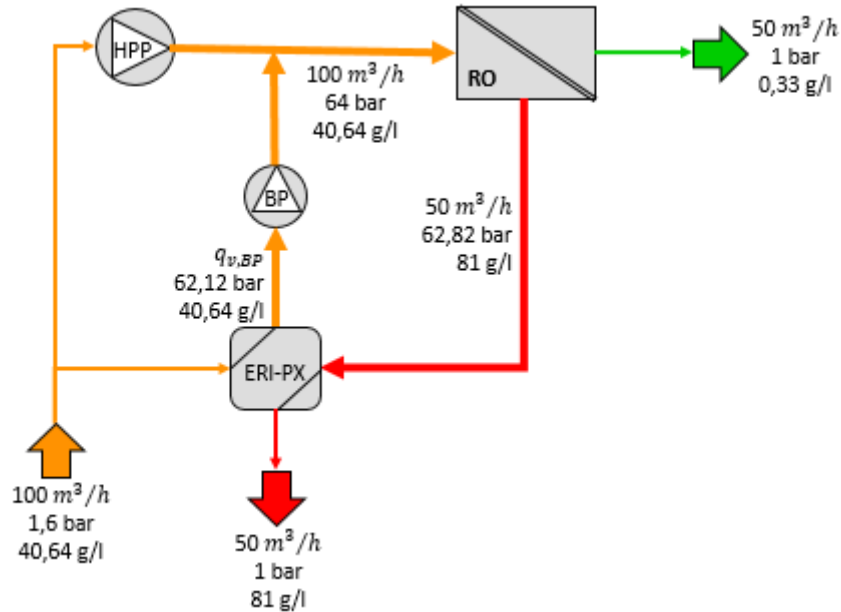 HPP
100 m³/h
64 bar
40,64 g/l
RO
50 m³/h
1 bar
0,33 g/l
BP
q_{v,BP}
62,12 bar
40,64 g/l
50 m³/h
62,82 bar
81 g/l
ERI-PX
100 m³/h
1,6 bar
40,64 g/l
50 m³/h
1 bar
81 g/l